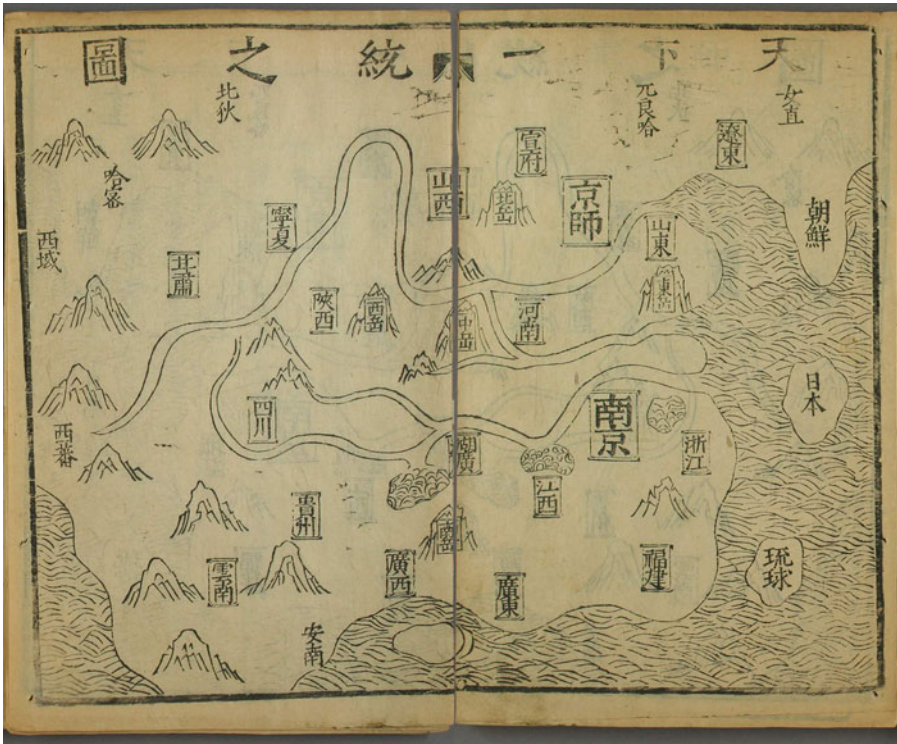 天下一統之圖
女直
兀良哈
北狄
遼東
宣府
山西
京師
北岳
朝鮮
山東
東岳
哈密
寧夏
西域
甘肅
陝西
西岳
中岳
河南
日本
南京
浙江
四川
西蕃
湖廣
江西
貴州
南岳
福建
琉球
廣東
廣西
雲南
安南